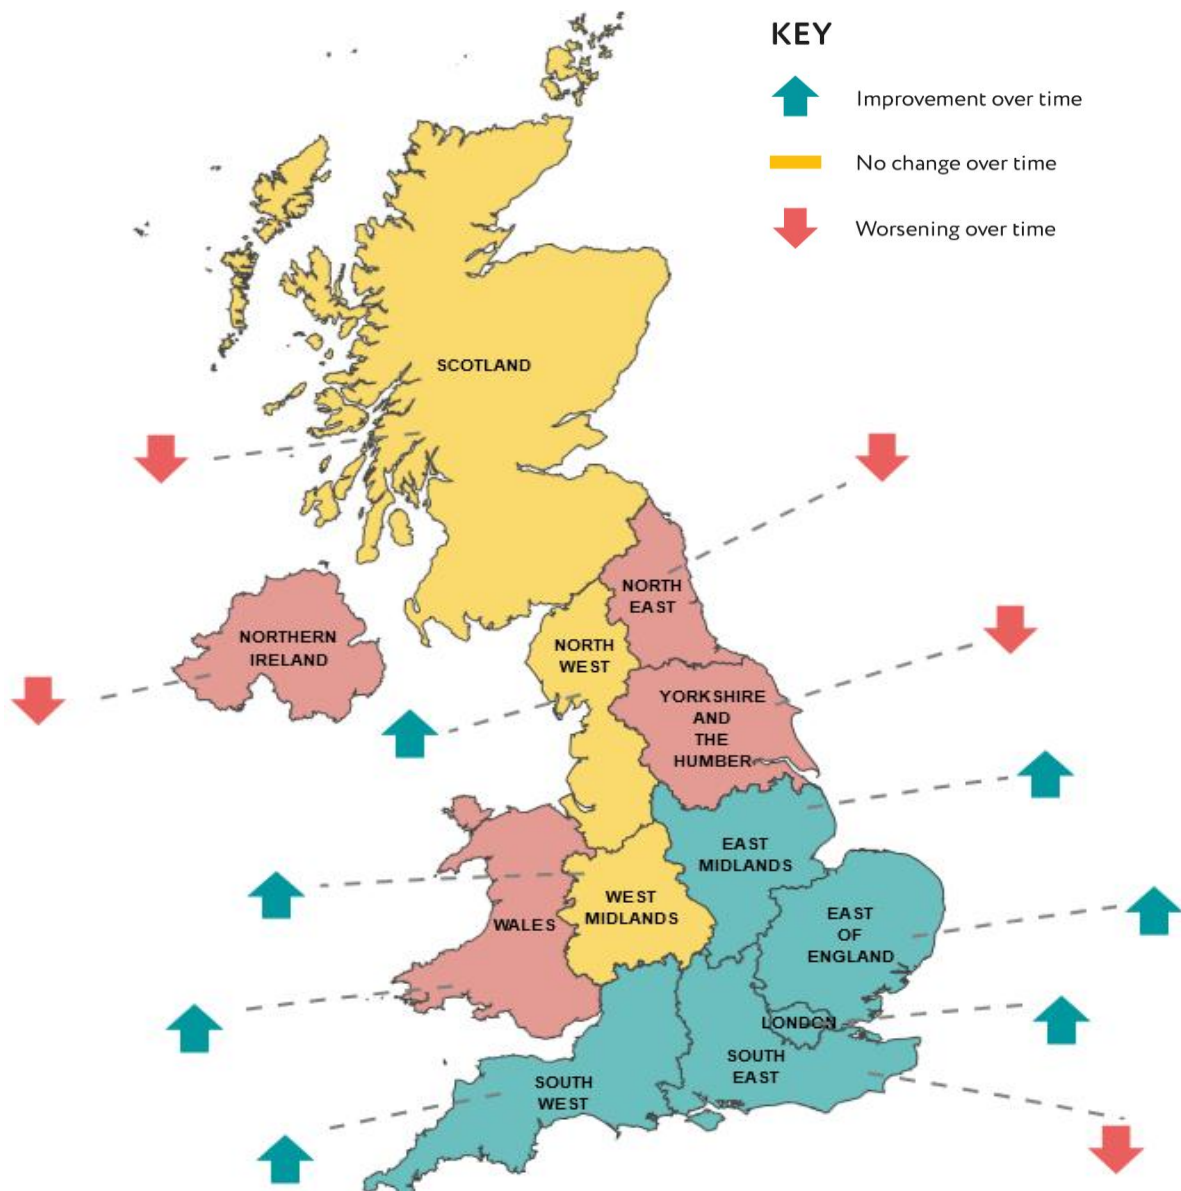 KEY
Improvement over time
No change over time
Worsening over time
SCOTLAND
NORTH
EAST
NORTHERN
IRELAND
NORTH
WEST
YORKSHIRE
AND
THE
HUMBER
EAST
MIDLANDS
WEST
MIDLANDS
WALES
EAST
OF
ENGLAND
LONDON
SOUTH
EAST
SOUTH
WEST